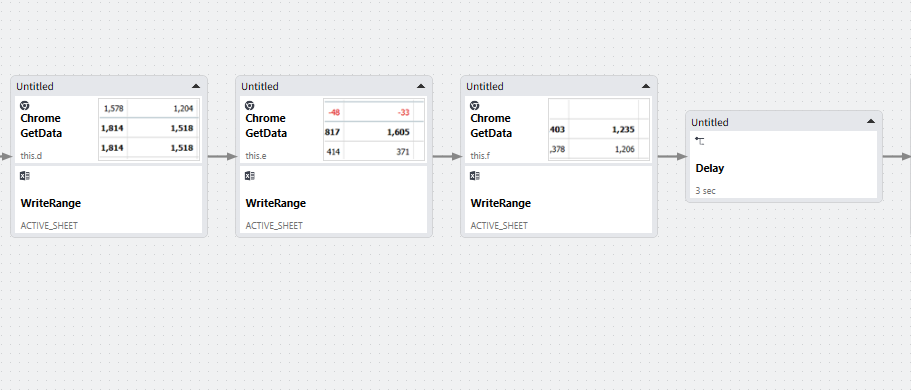 Untitled
Chrome
GetData
1,578 1,204
1,814 1,518
1,814 1,518
this.d
WriteRange
ACTIVE_SHEET
Untitled
Chrome
GetData
-48 -33
817 1,605
414 371
this.e
WriteRange
ACTIVE_SHEET
Untitled
Chrome
GetData
403 1,235
,378 1,206
this.f
WriteRange
ACTIVE_SHEET
Untitled
Delay
3 sec